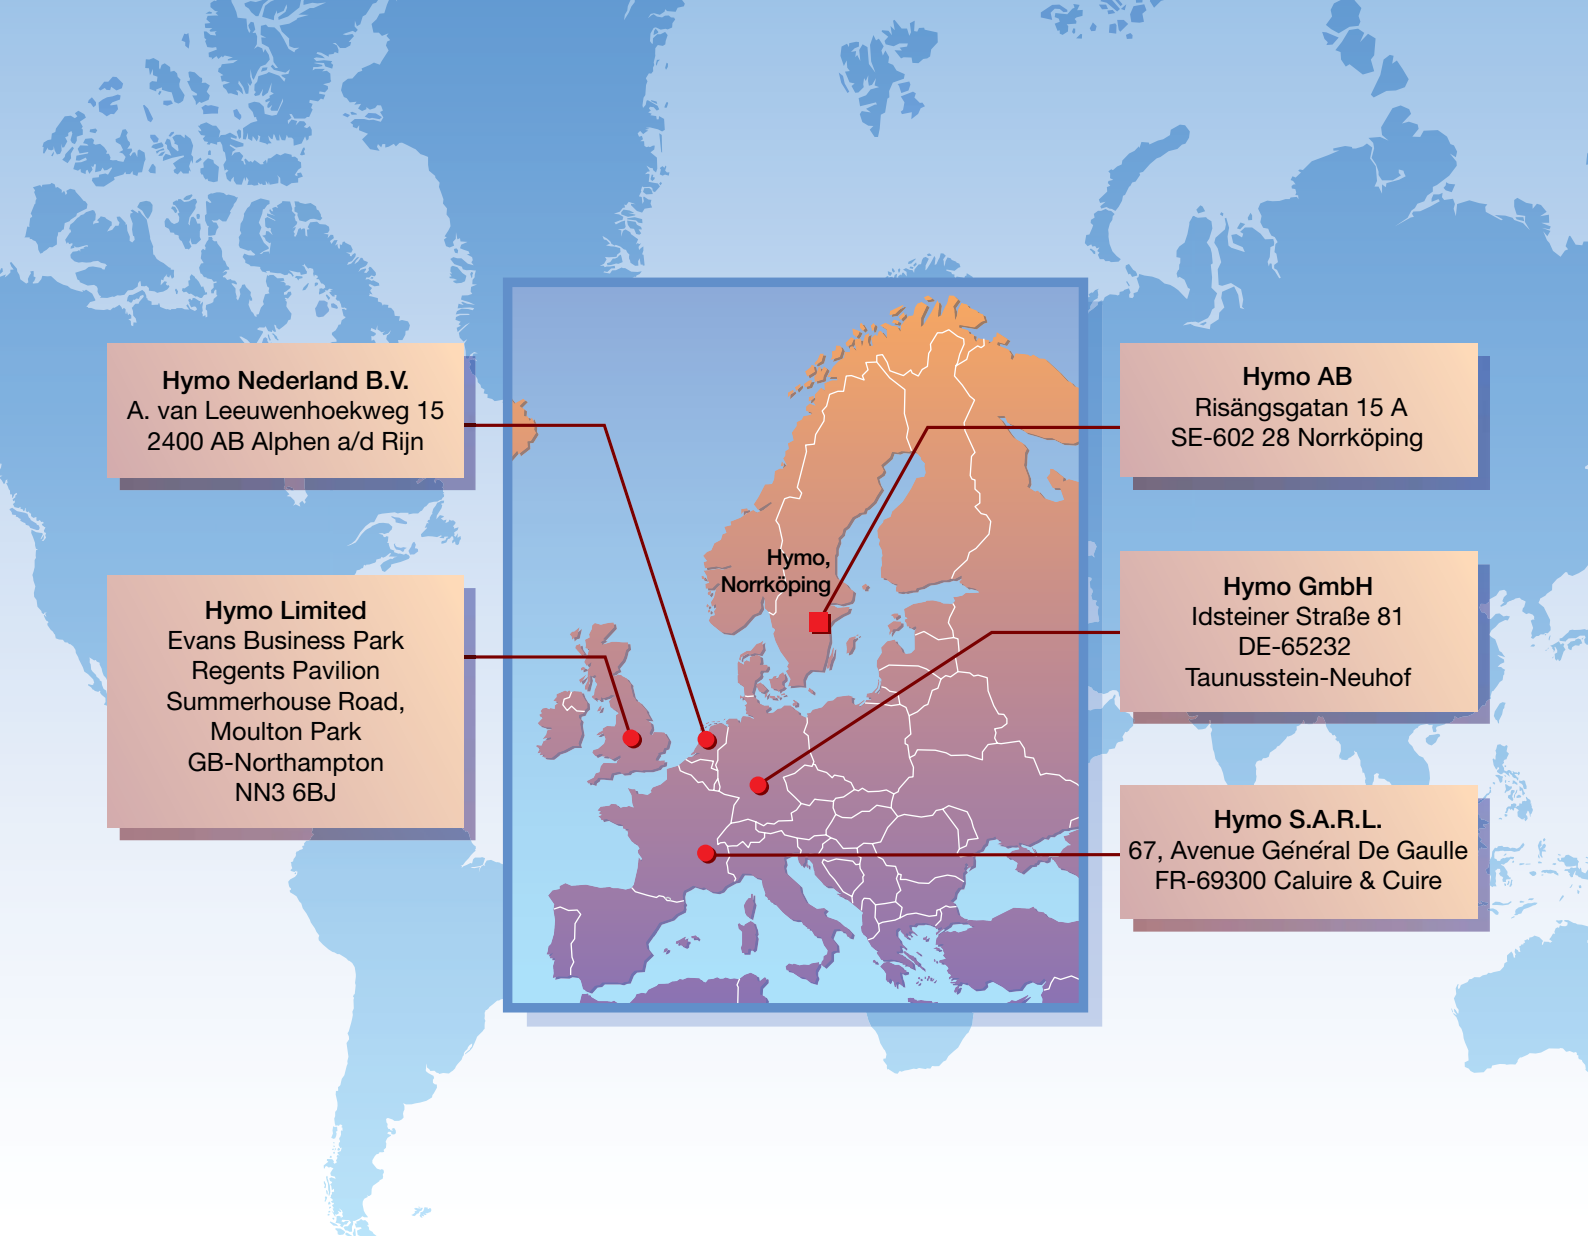 Hymo Nederland B.V.
A. van Leeuwenhoekweg 15
2400 AB Alphen a/d Rijn
Hymo Limited
Evans Business Park
Regents Pavilion
Summerhouse Road,
Moulton Park
GB-Northampton
NN3 6BJ
Hymo,
Norrköping
Hymo AB
Risängsgatan 15 A
SE-602 28 Norrköping
Hymo GmbH
Idsteiner Straße 81
DE-65232
Taunusstein-Neuhof
Hymo S.A.R.L.
67, Avenue Général De Gaulle
FR-69300 Caluire & Cuire